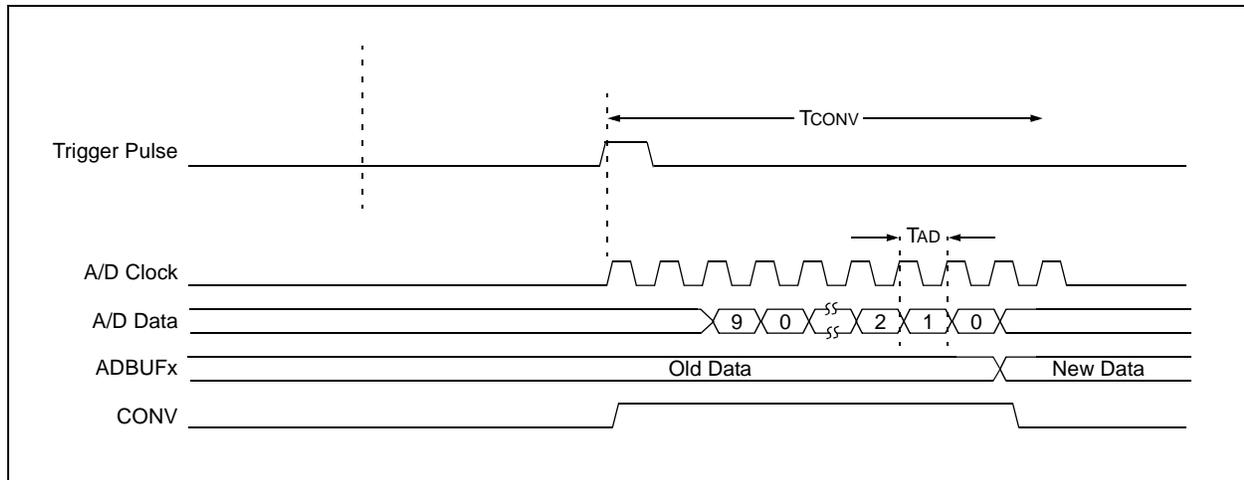 TCONV
Trigger Pulse
TAD
A/D Clock
A/D Data 9 0 2 1 0
ADBUFx Old Data New Data
CONV